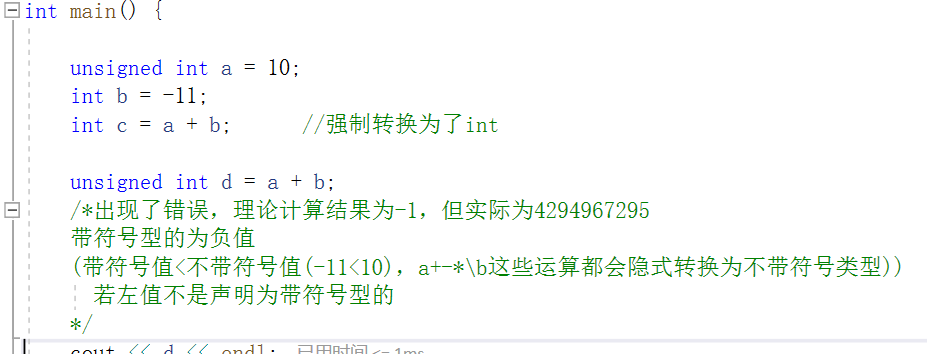 int main() {
unsigned int a = 10;
int b = -11;
int c = a + b; //强制转换为了int
unsigned int d = a + b;
/*出现了错误，理论计算结果为-1，但实际为4294967295
带符号型的为负值
(带符号值<不带符号值(-11<10)，a+-*\b这些运算都会隐式转换为不带符号类型))
若左值不是声明为带符号型的
*/
cout << d << endl; 已用时间 <= 1ms